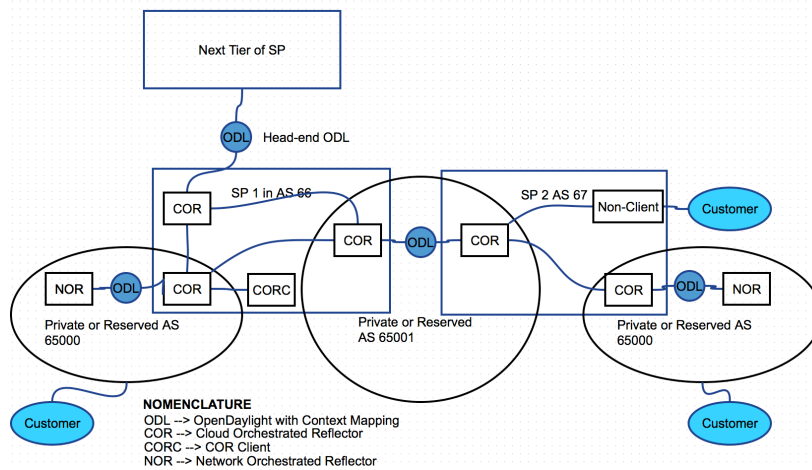 Next Tier of SP
ODL
Head-end ODL
SP 1 in AS 66
SP 2 AS 67
COR
Non-Client
Customer
COR
ODL
COR
NOR
ODL
COR
CORC
COR
ODL
NOR
Private or Reserved AS
65000
Private or Reserved
AS 65001
Private or Reserved AS
65000
Customer
Customer
NOMENCLATURE
ODL --> OpenDaylight with Context Mapping
COR --> Cloud Orchestrated Reflector
CORC --> COR Client
NOR --> Network Orchestrated Reflector